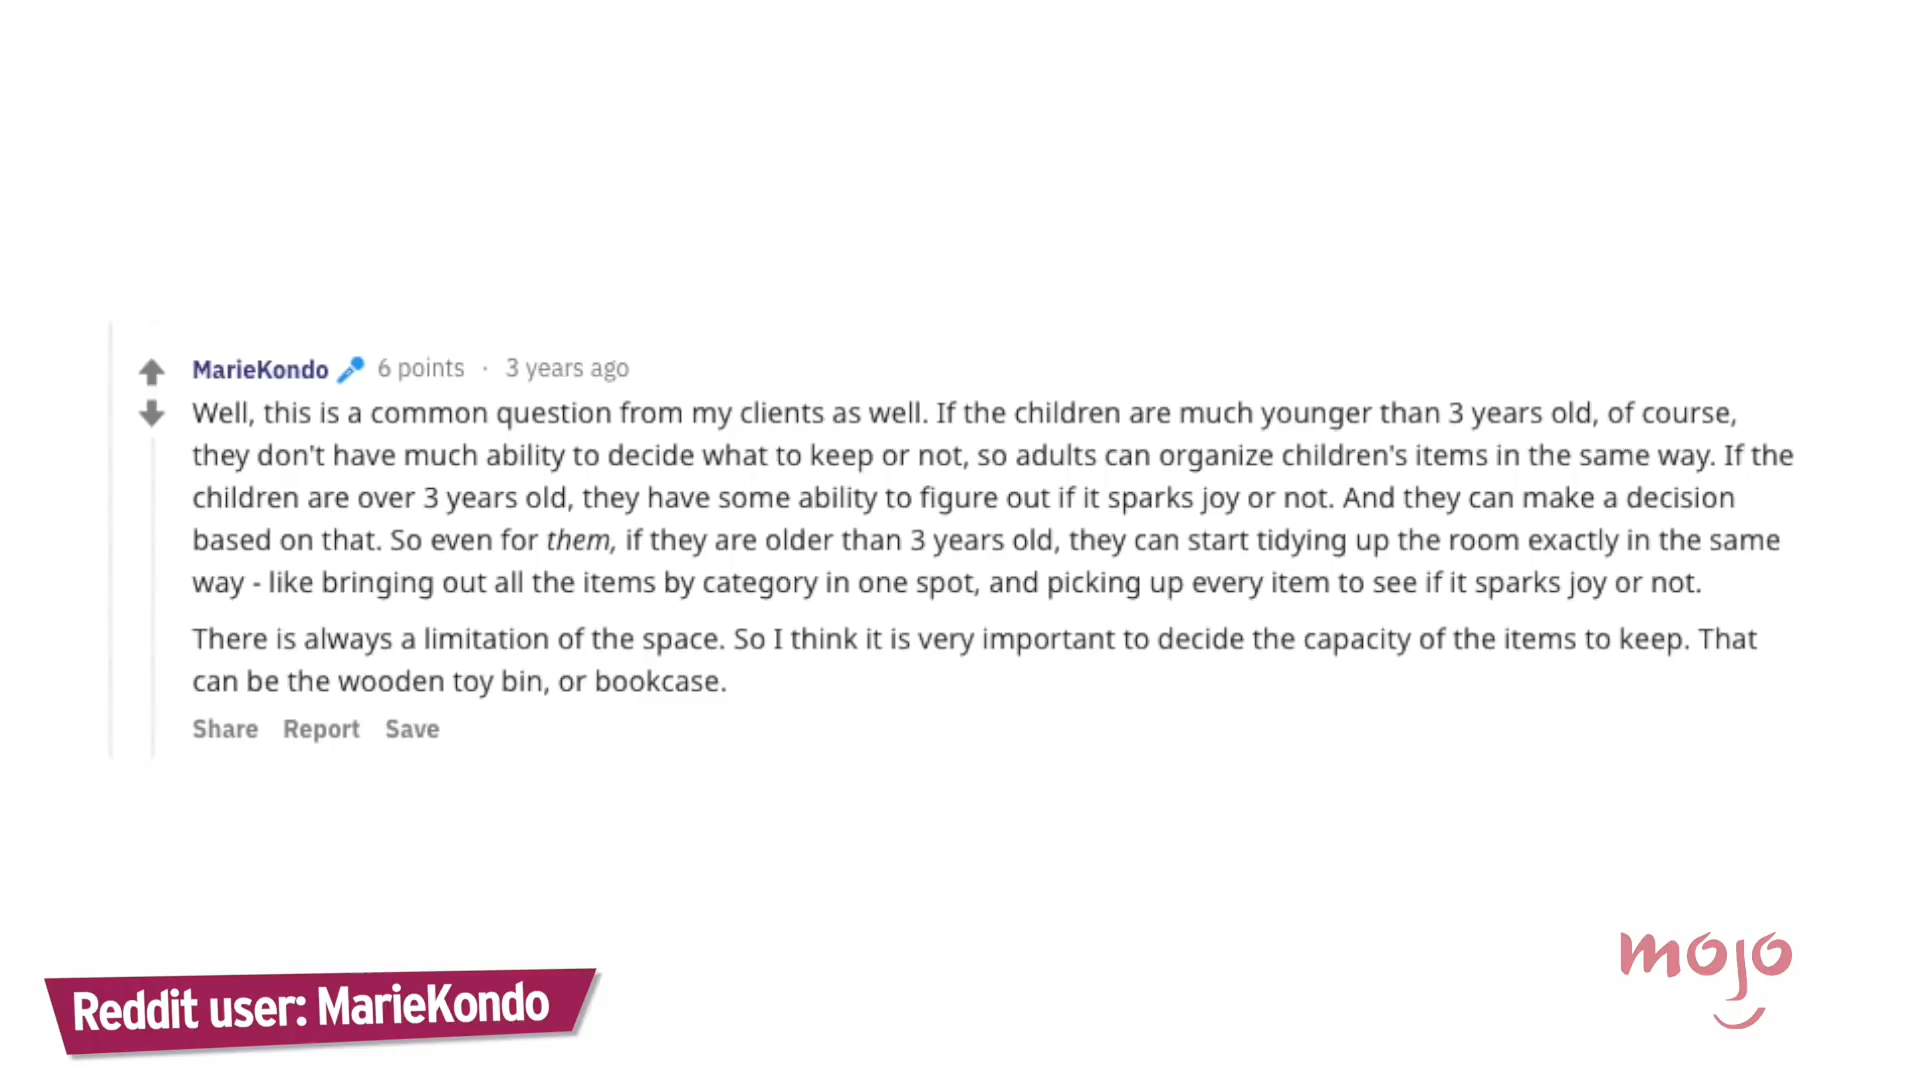 MarieKondo 6 points · 3 years ago
Well, this is a common question from my clients as well. If the children are much younger than 3 years old, of course,
they don't have much ability to decide what to keep or not, so adults can organize children's items in the same way. If the
children are over 3 years old, they have some ability to figure out if it sparks joy or not. And they can make a decision
based on that. So even for them, if they are older than 3 years old, they can start tidying up the room exactly in the same
way - like bringing out all the items by category in one spot, and picking up every item to see if it sparks joy or not.
There is always a limitation of the space. So I think it is very important to decide the capacity of the items to keep. That
can be the wooden toy bin, or bookcase.
Share Report Save
mojo
Reddit user: MarieKondo